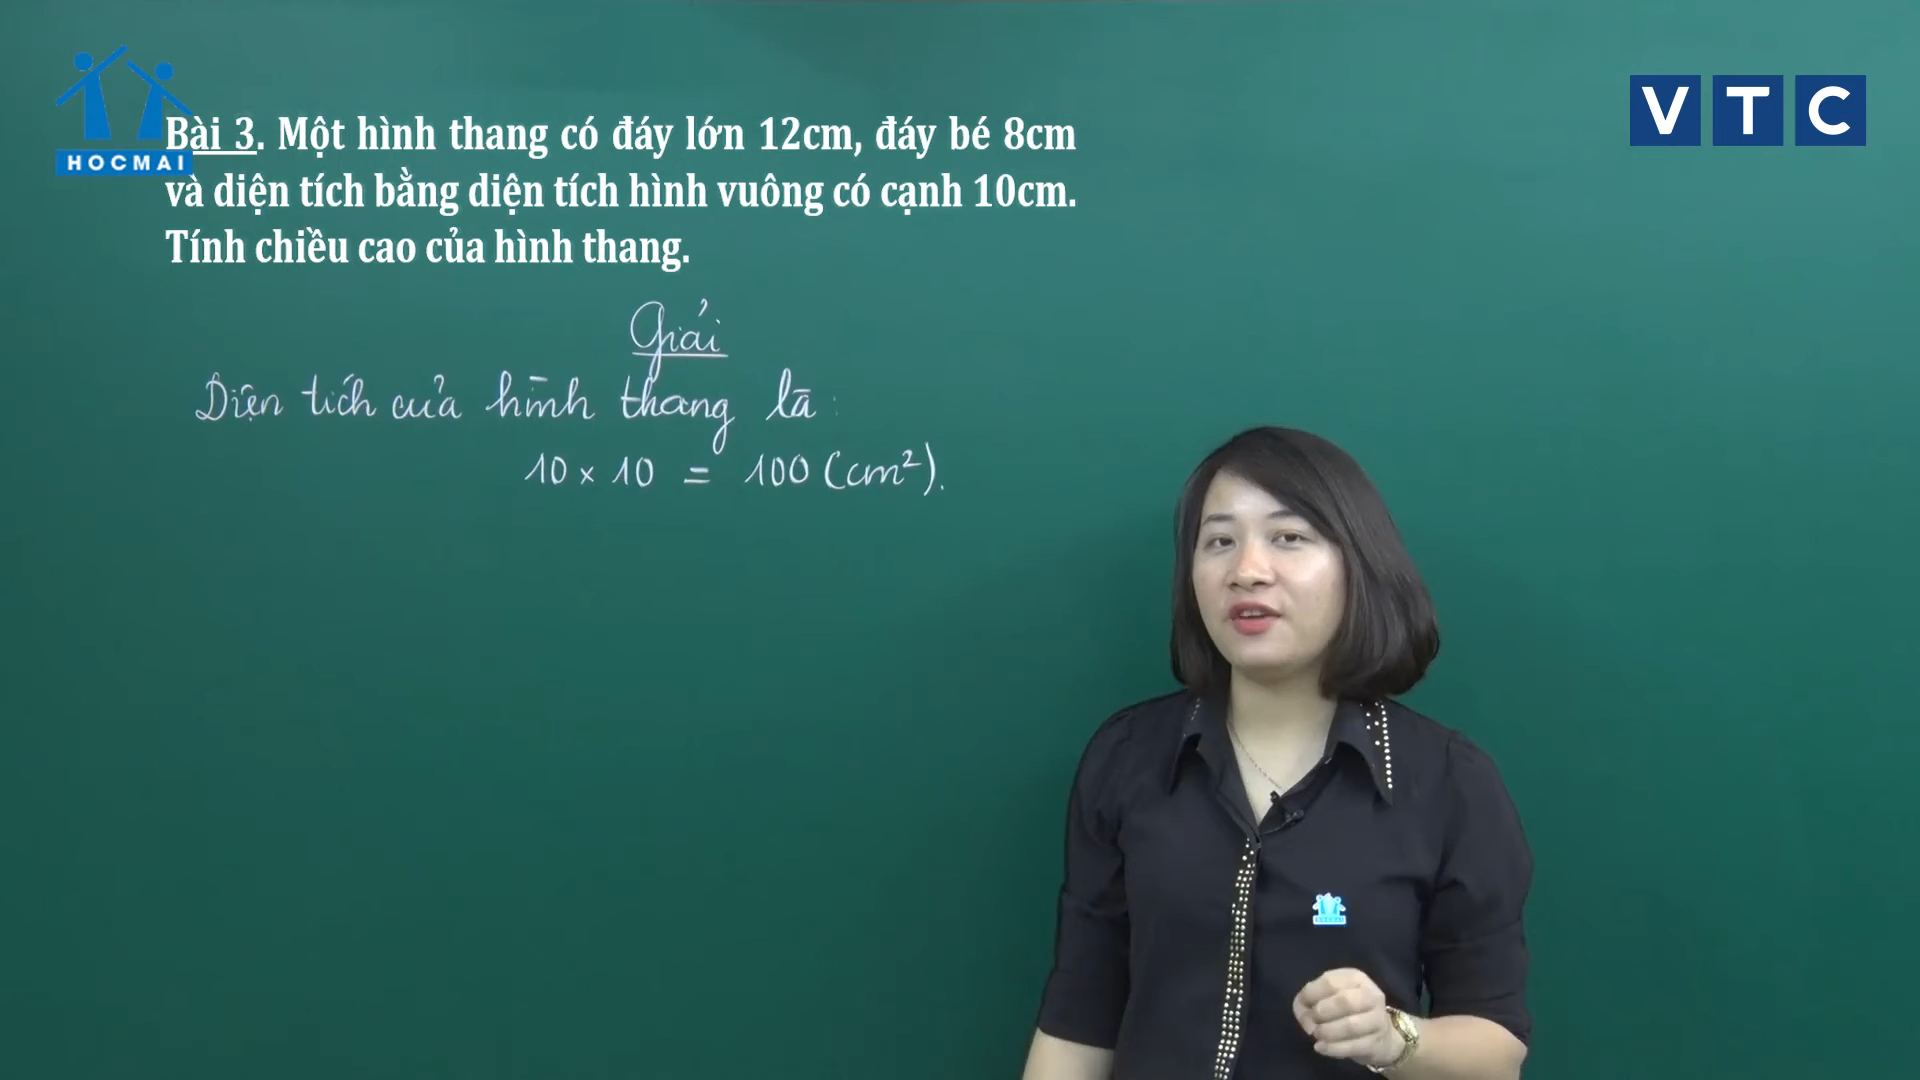 HOCMAI
VTC
Bài 3. Một hình thang có đáy lớn 12cm, đáy bé 8cm
và diện tích bằng diện tích hình vuông có cạnh 10cm.
Tính chiều cao của hình thang.
Giải
Diện tích của hình thang là:
10 × 10 = 100 (cm²).